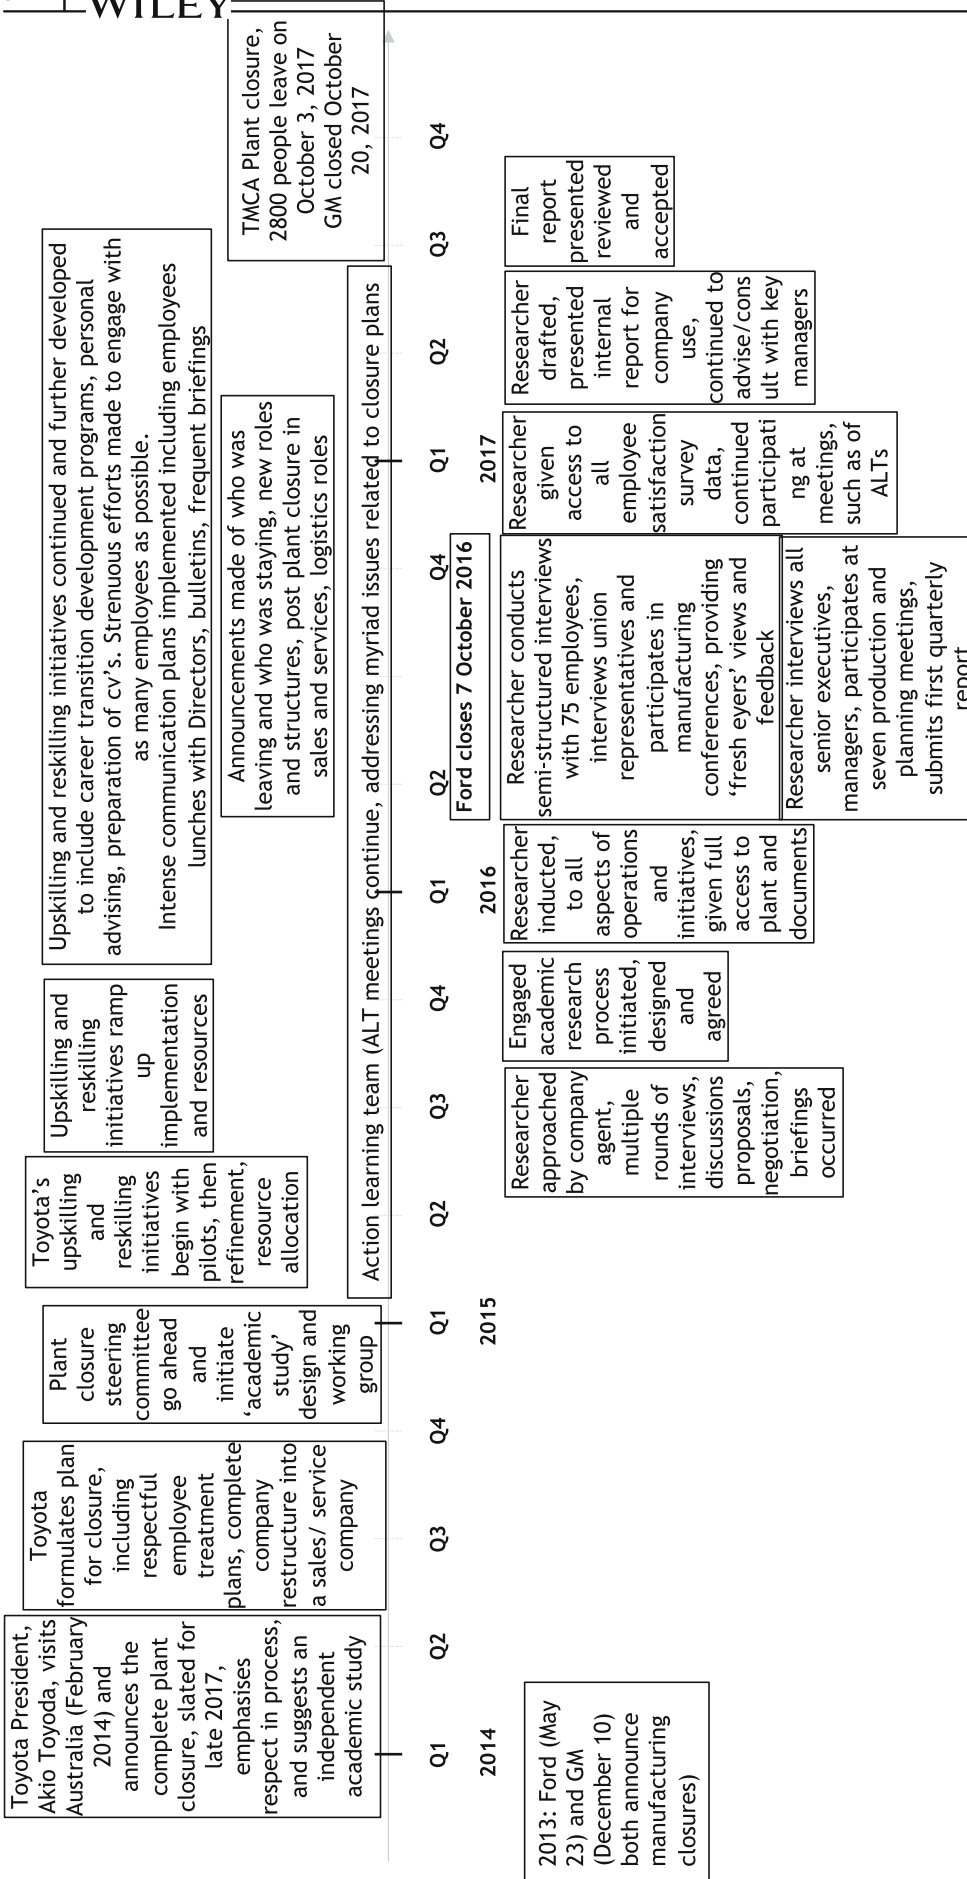 WILEY
Toyota President,
Akio Toyoda, visits
Australia (February
2014) and
announces the
complete plant
closure, slated for
late 2017,
emphasises
respect in process,
and suggests an
independent
academic study
Toyota
formulates plan
for closure,
including
respectful
employee
treatment
plans, complete
company
restructure into
a sales/ service
company
Plant
closure
steering
committee
go ahead
and
initiate
‘academic
study’
design and
working
group
Toyota’s
upskilling
and
reskilling
initiatives
begin with
pilots, then
refinement,
resource
allocation
Upskilling and
reskilling
initiatives ramp
up
implementation
and resources
Upskilling and reskilling initiatives continued and further developed
to include career transition development programs, personal
advising, preparation of cv’s. Strenuous efforts made to engage with
as many employees as possible.
Intense communication plans implemented including employees
lunches with Directors, bulletins, frequent briefings
Announcements made of who was
leaving and who was staying, new roles
and structures, post plant closure in
sales and services, logistics roles
TMCA Plant closure,
2800 people leave on
October 3, 2017
GM closed October
20, 2017
Action learning team (ALT meetings continue, addressing myriad issues related to closure plans
Q1 Q2 Q3 Q4 Q1 Q2 Q3 Q4 Q1 Q2 Q4 Q1 Q2 Q3 Q4
2014 2015 2016 2017
Ford closes 7 October 2016
2013: Ford (May
23) and GM
(December 10)
both announce
manufacturing
closures)
Researcher
approached
by company
agent,
multiple
rounds of
interviews,
discussions
proposals,
negotiation,
briefings
occurred
Engaged
academic
research
process
initiated,
designed
and
agreed
Researcher
inducted,
to all
aspects of
operations
and
initiatives,
given full
access to
plant and
documents
Researcher conducts
semi-structured interviews
with 75 employees,
interviews union
representatives and
participates in
manufacturing
conferences, providing
‘fresh eyers’ views and
feedback
Researcher interviews all
senior executives,
managers, participates at
seven production and
planning meetings,
submits first quarterly
report
Researcher
given
access to
all
employee
satisfaction
survey
data,
continued
participati
ng at
meetings,
such as of
ALTs
Researcher
drafted,
presented
internal
report for
company
use,
continued to
advise/cons
ult with key
managers
Final
report
presented
reviewed
and
accepted